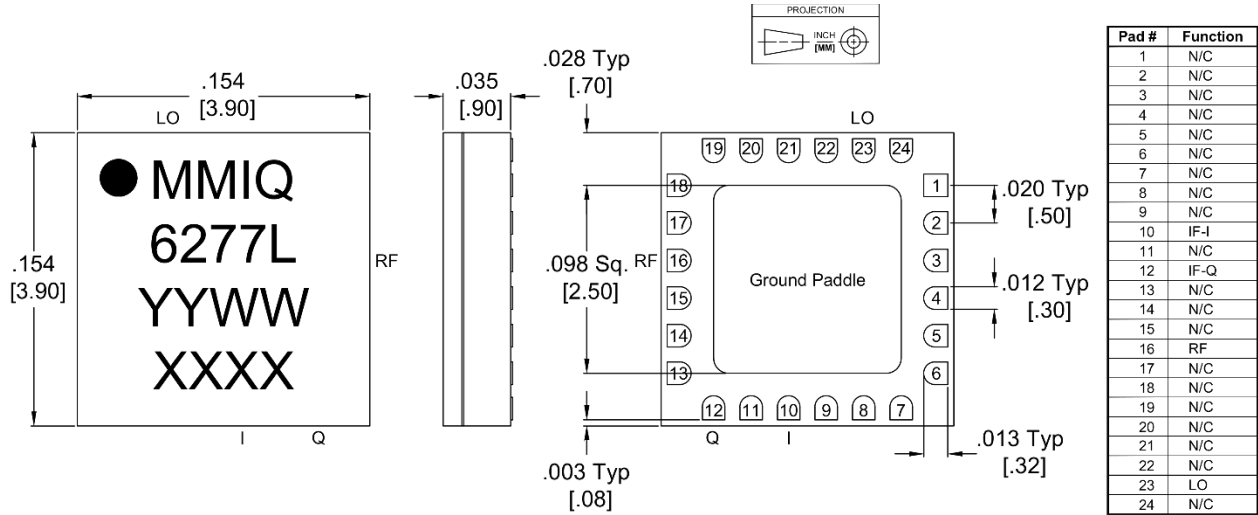 PROJECTION
INCH
[MM]
.154
[3.90]
LO
.035
[.90]
.028 Typ
[.70]
LO
MMIQ
6277L
YYWW
XXXX
.154
[3.90]
RF
I
Q
19 20 21 22 23 24
18
17
16
15
14
13
1
2
3
4
5
6
12 11 10 9 8 7
.098 Sq.
[2.50]
RF
Ground Paddle
.020 Typ
[.50]
.012 Typ
[.30]
Q
I
.003 Typ
[.08]
.013 Typ
[.32]
Pad # Function
1 N/C
2 N/C
3 N/C
4 N/C
5 N/C
6 N/C
7 N/C
8 N/C
9 N/C
10 IF-I
11 N/C
12 IF-Q
13 N/C
14 N/C
15 N/C
16 RF
17 N/C
18 N/C
19 N/C
20 N/C
21 N/C
22 N/C
23 LO
24 N/C